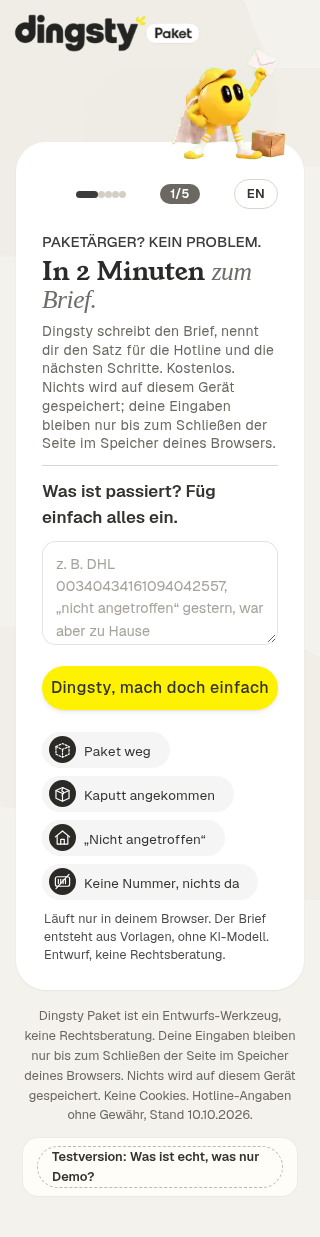 dingsty Paket
1/5
EN
PAKETÄRGER? KEIN PROBLEM.
In 2 Minuten zum
Brief.
Dingsty schreibt den Brief, nennt
dir den Satz für die Hotline und die
nächsten Schritte. Kostenlos.
Nichts wird auf diesem Gerät
gespeichert; deine Eingaben
bleiben nur bis zum Schließen der
Seite im Speicher deines Browsers.
Was ist passiert? Füg
einfach alles ein.
z. B. DHL
00340434161094042557,
„nicht angetroffen“ gestern, war
aber zu Hause
Dingsty, mach doch einfach
Paket weg
Kaputt angekommen
„Nicht angetroffen“
Keine Nummer, nichts da
Läuft nur in deinem Browser. Der Brief
entsteht aus Vorlagen, ohne KI-Modell.
Entwurf, keine Rechtsberatung.
Dingsty Paket ist ein Entwurfs-Werkzeug,
keine Rechtsberatung. Deine Eingaben bleiben
nur bis zum Schließen der Seite im Speicher
deines Browsers. Nichts wird auf diesem Gerät
gespeichert. Keine Cookies. Hotline-Angaben
ohne Gewähr, Stand 10.10.2026.
Testversion: Was ist echt, was nur
Demo?